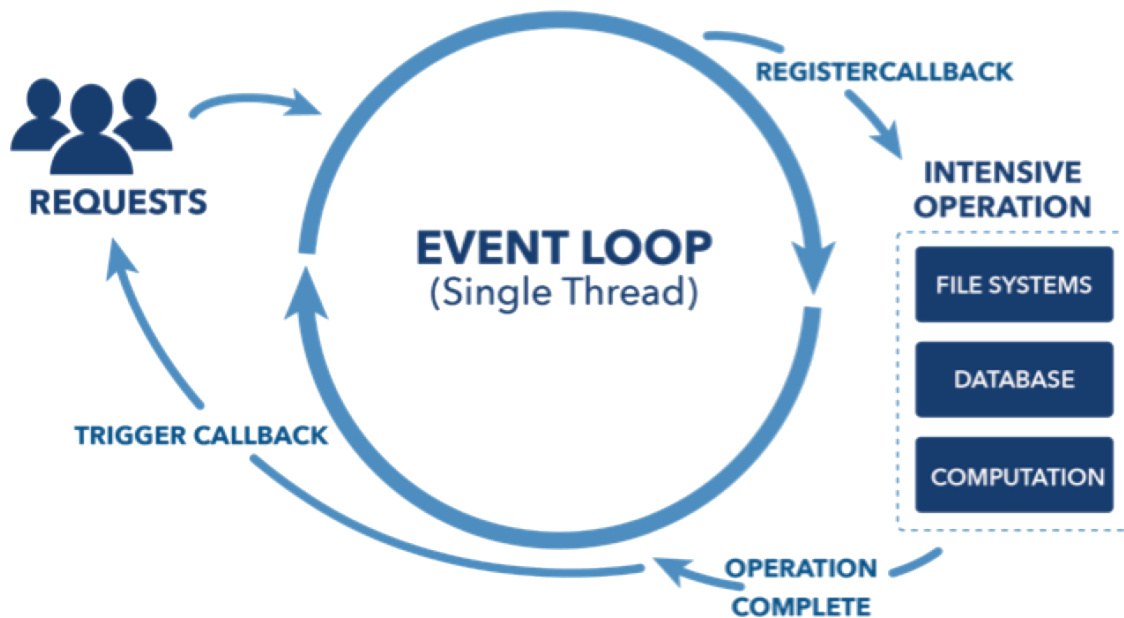 REGISTERCALLBACK
REQUESTS
INTENSIVE
OPERATION
EVENT LOOP
(Single Thread)
FILE SYSTEMS
DATABASE
COMPUTATION
TRIGGER CALLBACK
OPERATION
COMPLETE